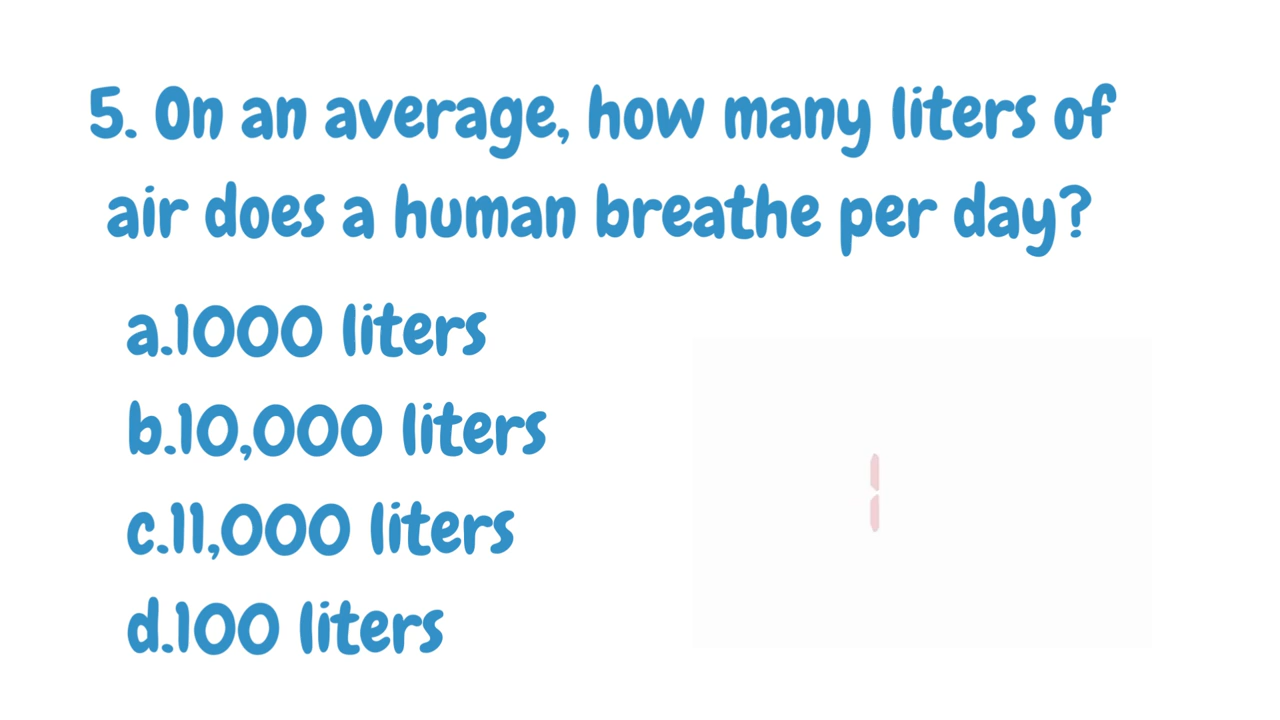 5. On an average, how many liters of
air does a human breathe per day?
a.1000 liters
b.10,000 liters
c.11,000 liters
1
d.100 liters